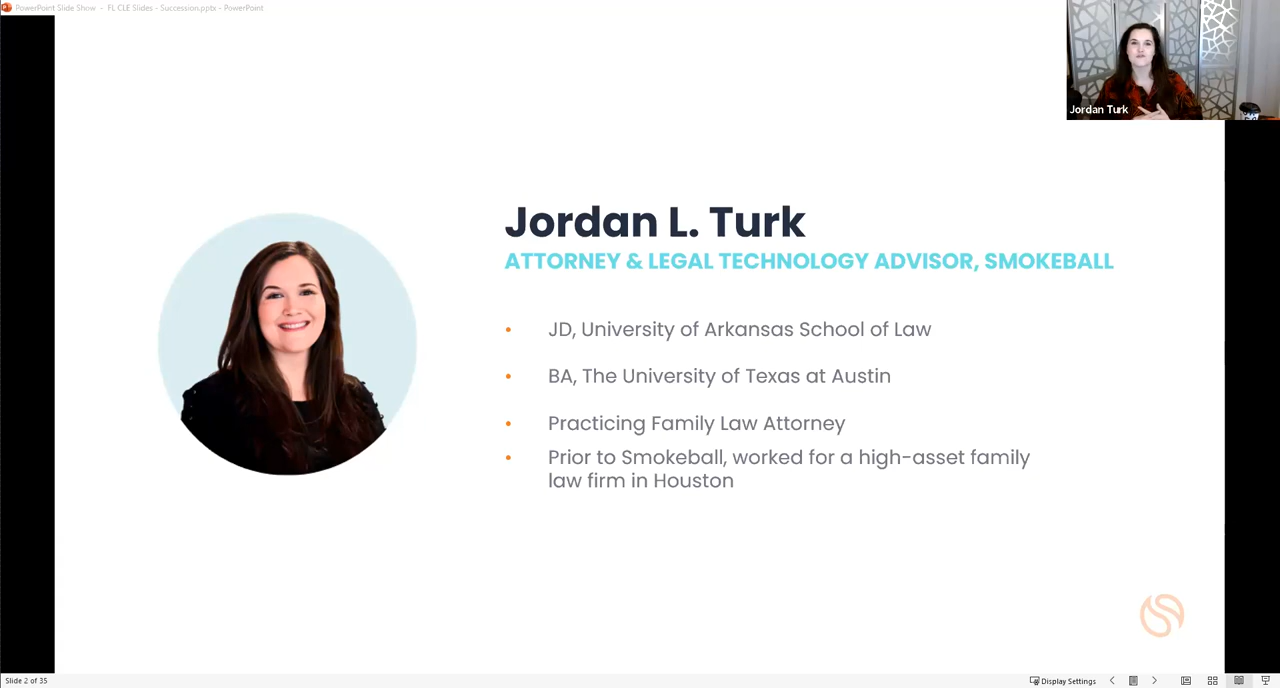 PowerPoint Slide Show - FL CLE Slides - Succession.pptx - PowerPoint
Jordan Turk
Jordan L. Turk
ATTORNEY & LEGAL TECHNOLOGY ADVISOR, SMOKEBALL
• JD, University of Arkansas School of Law
• BA, The University of Texas at Austin
• Practicing Family Law Attorney
• Prior to Smokeball, worked for a high-asset family
law firm in Houston
Slide 2 of 35
Display Settings